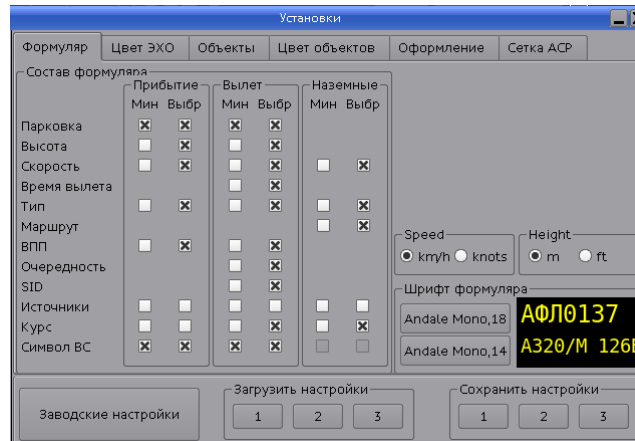 Установки
Формуляр Цвет ЭХО Объекты Цвет объектов Оформление Сетка АСР
Состав формуляра
Прибытие Вылет Наземные
Мин Выбр Мин Выбр Мин Выбр
Парковка
Высота
Скорость
Время вылета
Тип
Маршрут
ВПП
Очередность
SID
Источники
Курс
Символ ВС
Speed Height
km/h knots m ft
Шрифт формуляра
Andale Mono,18 АФЛ0137
Andale Mono,14 A320/M 126
Загрузить настройки Сохранить настройки
Заводские настройки 1 2 3 1 2 3